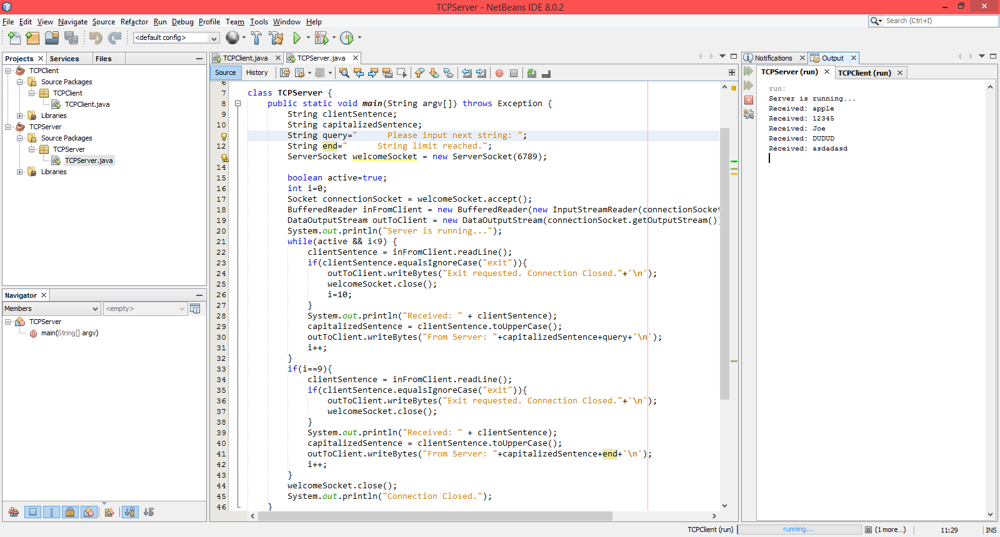 TCPServer - NetBeans IDE 8.0.2
File Edit View Navigate Source Refactor Run Debug Profile Team Tools Window Help
Search (Ctrl+I)
<default config>
Projects Services Files
TCPClient
Source Packages
TCPClient
TCPClient.java
Libraries
TCPServer
Source Packages
TCPServer
TCPServer.java
Libraries
Navigator
Members <empty>
TCPServer
main(String[] argv)
TCPClient.java TCPServer.java
Source History
6
7 class TCPServer {
8 public static void main(String argv[]) throws Exception {
9 String clientSentence;
10 String capitalizedSentence;
String query="      Please input next string: ";
12 String end="      String limit reached.";
ServerSocket welcomeSocket = new ServerSocket(6789);
14
15 boolean active=true;
16 int i=0;
17 Socket connectionSocket = welcomeSocket.accept();
18 BufferedReader inFromClient = new BufferedReader(new InputStreamReader(connectionSocket
19 DataOutputStream outToClient = new DataOutputStream(connectionSocket.getOutputStream())
20 System.out.println("Server is running...");
21 while(active && i<9) {
22 clientSentence = inFromClient.readLine();
23 if(clientSentence.equalsIgnoreCase("exit")){
24 outToClient.writeBytes("Exit requested. Connection Closed."+'\n');
25 welcomeSocket.close();
26 i=10;
27 }
28 System.out.println("Received: " + clientSentence);
29 capitalizedSentence = clientSentence.toUpperCase();
30 outToClient.writeBytes("From Server: "+capitalizedSentence+query+'\n');
31 i++;
32 }
33 if(i==9){
34 clientSentence = inFromClient.readLine();
35 if(clientSentence.equalsIgnoreCase("exit")){
36 outToClient.writeBytes("Exit requested. Connection Closed."+'\n');
37 welcomeSocket.close();
38 }
39 System.out.println("Received: " + clientSentence);
40 capitalizedSentence = clientSentence.toUpperCase();
41 outToClient.writeBytes("From Server: "+capitalizedSentence+end+'\n');
42 i++;
43 }
44 welcomeSocket.close();
45 System.out.println("Connection Closed.");
46 }
Notifications Output
TCPServer (run) TCPClient (run)
run:
Server is running...
Received: apple
Received: 12345
Received: Joe
Received: DUDUD
Received: asdadasd
TCPClient (run) running... (1 more...) 11:29 INS